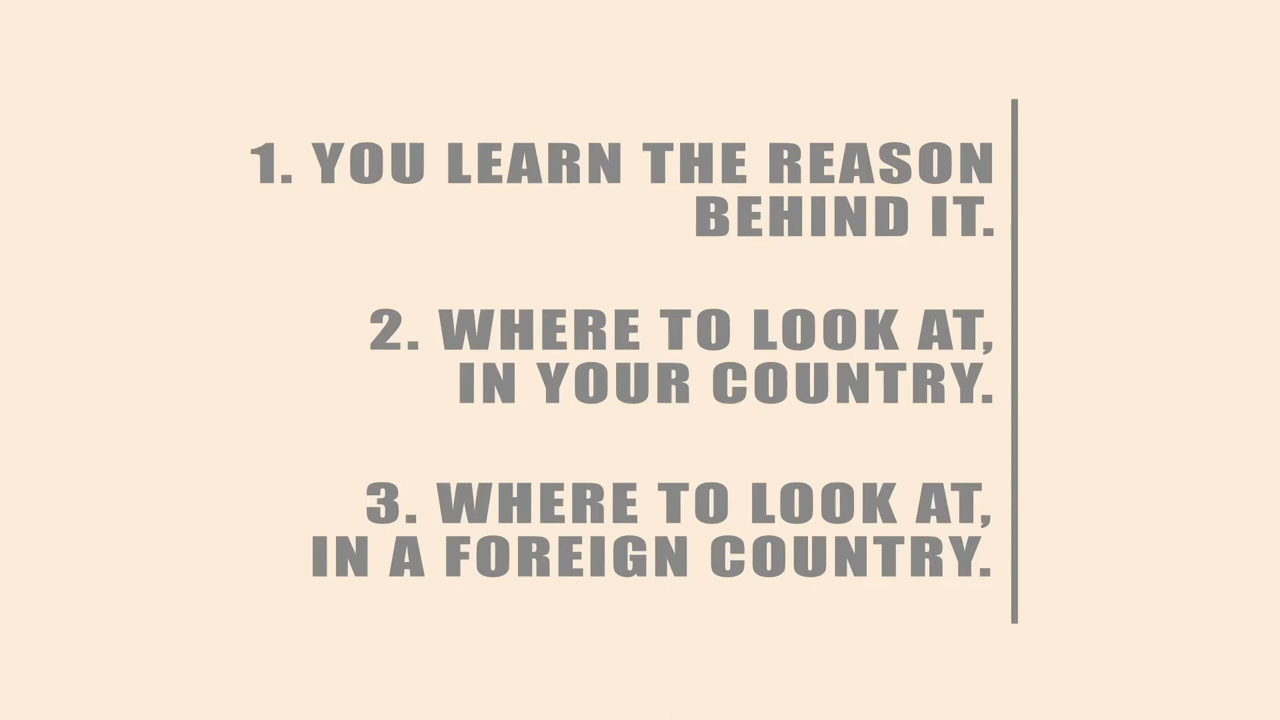 1. YOU LEARN THE REASON
BEHIND IT.
2. WHERE TO LOOK AT,
IN YOUR COUNTRY.
3. WHERE TO LOOK AT,
IN A FOREIGN COUNTRY.